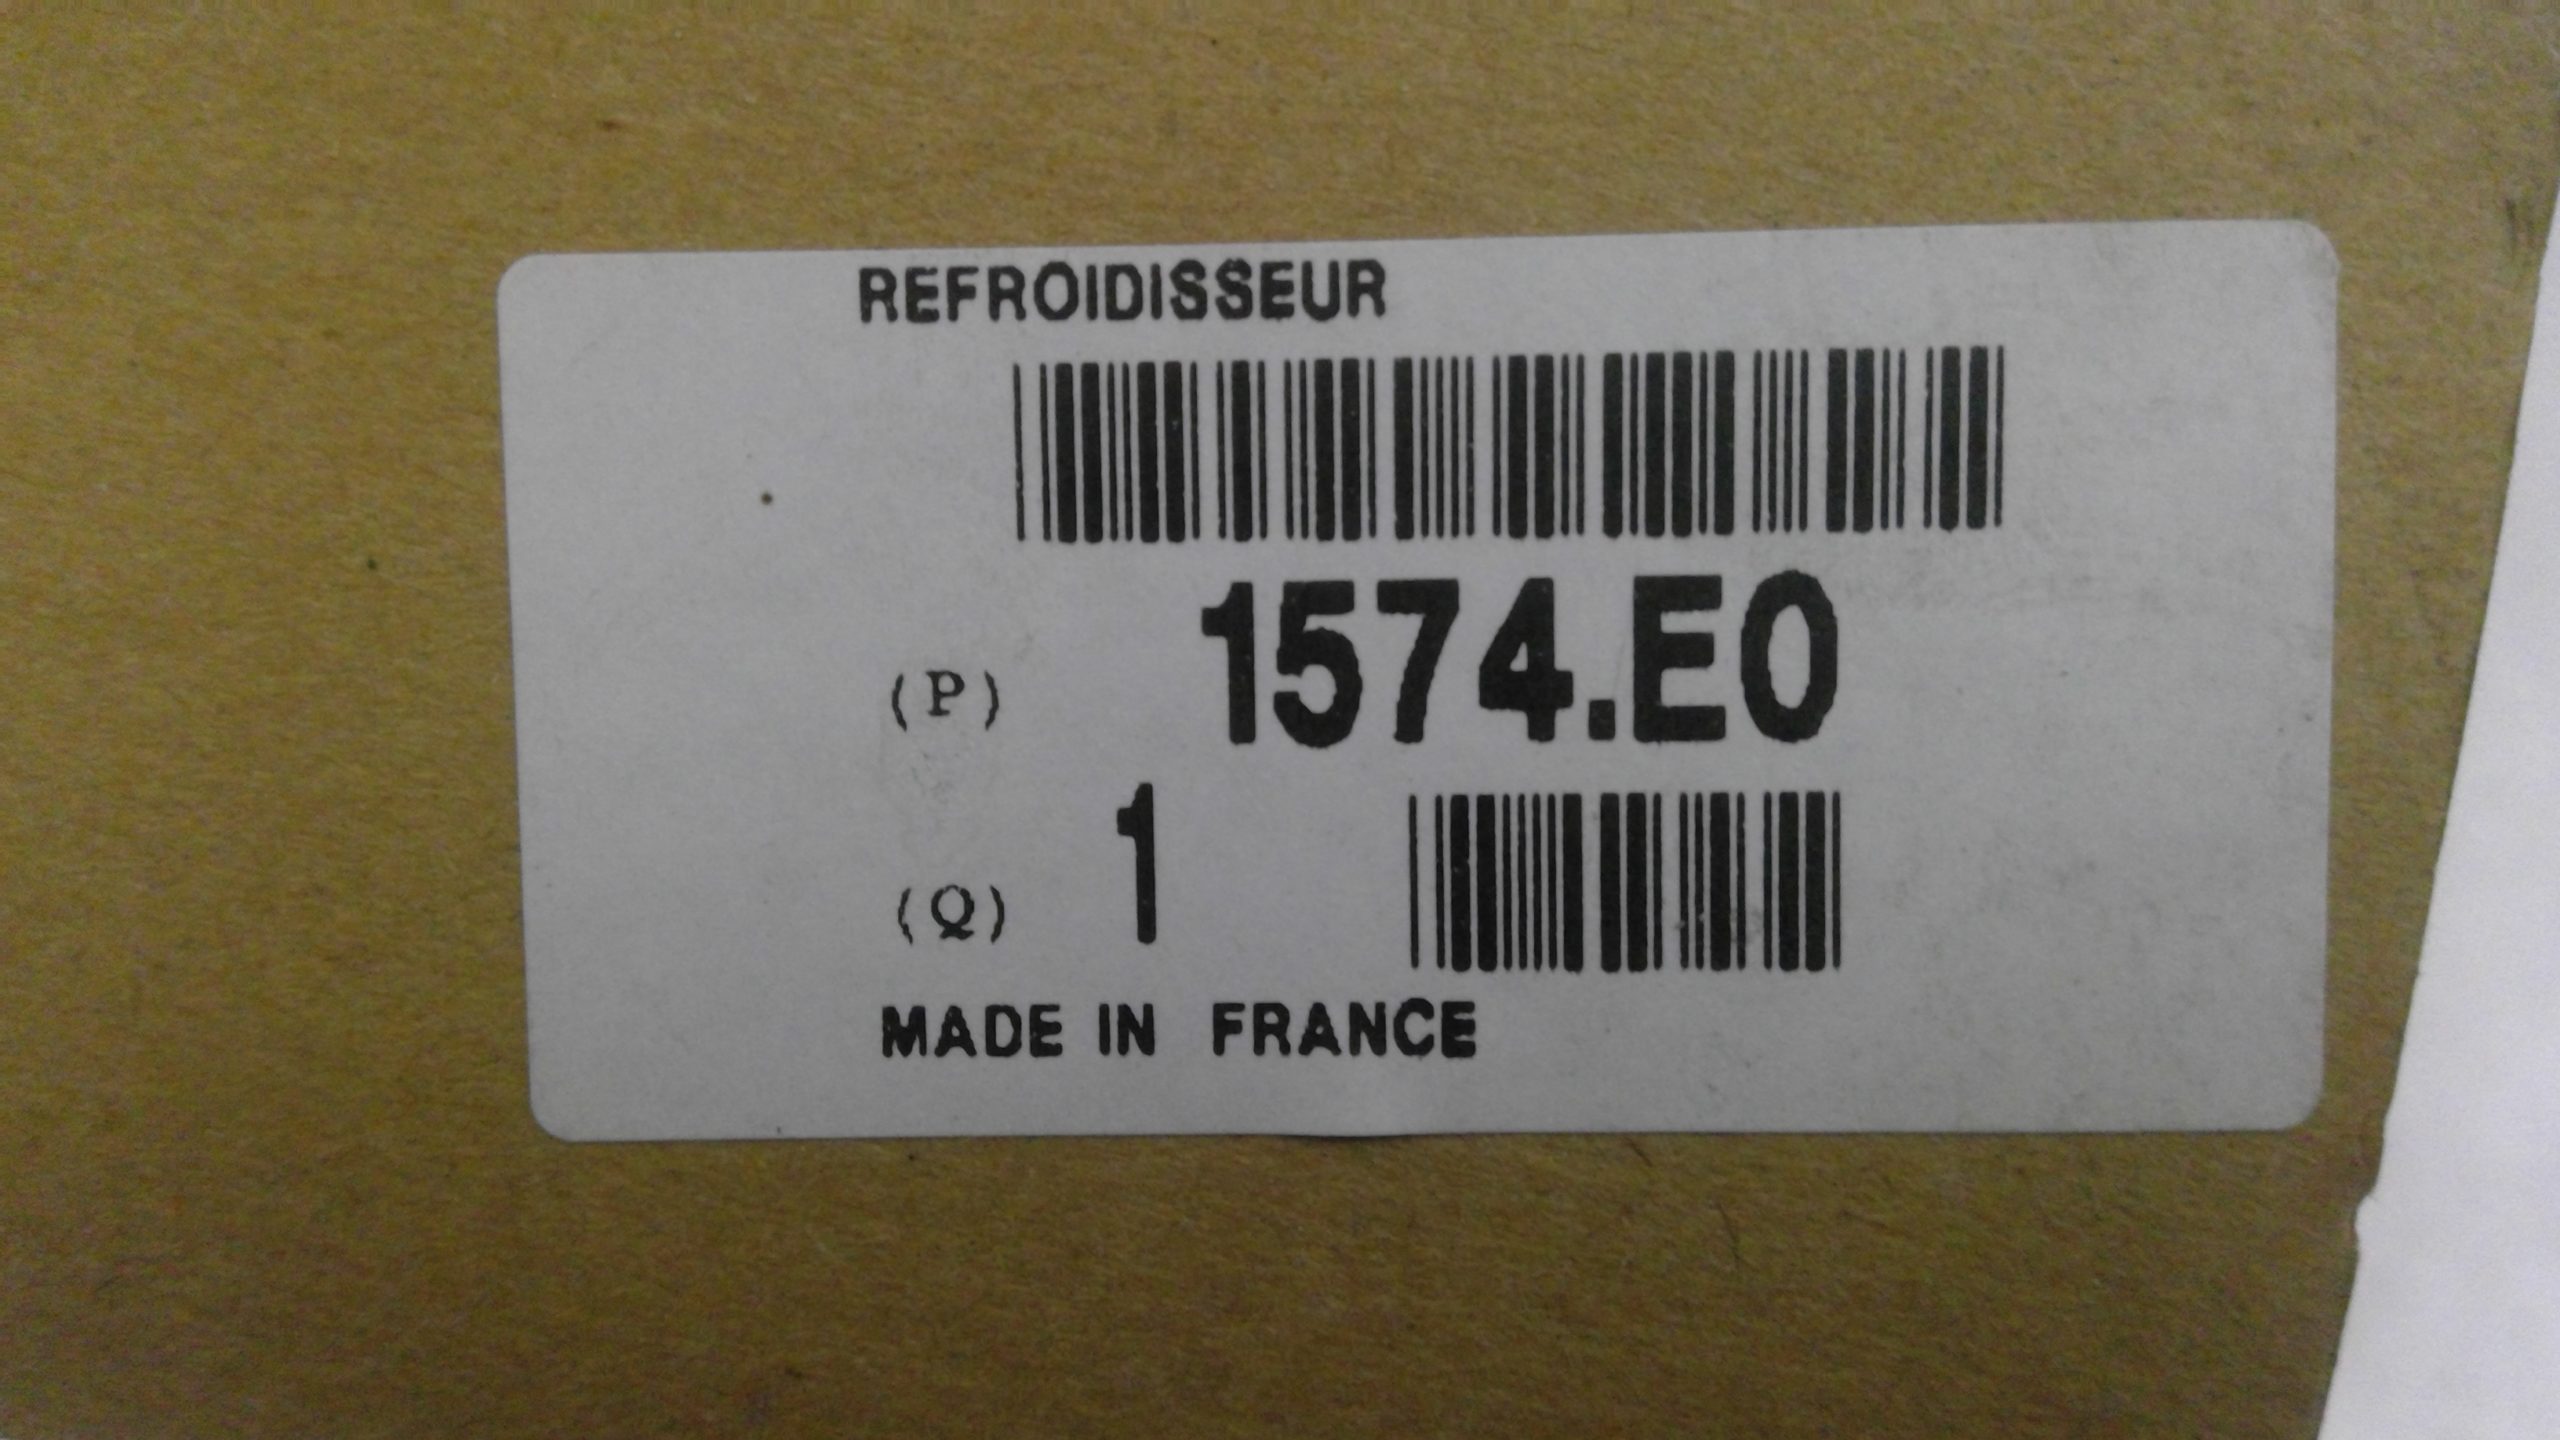 REFROIDISSEUR
(P) 1574.E0
(Q) 1
MADE IN FRANCE